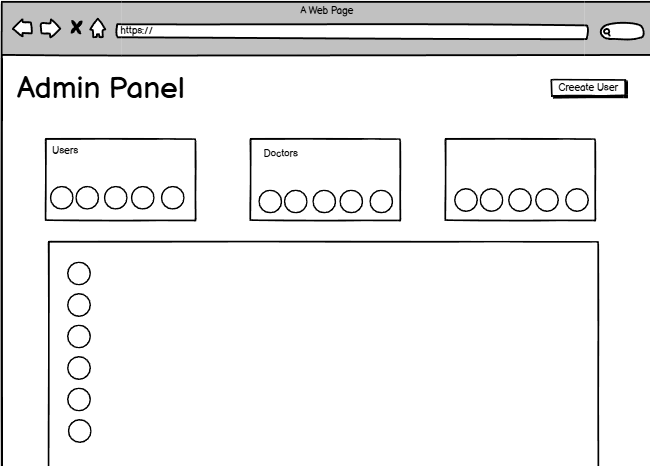 A Web Page
https://
Admin Panel
Creeate User
Users
Doctors